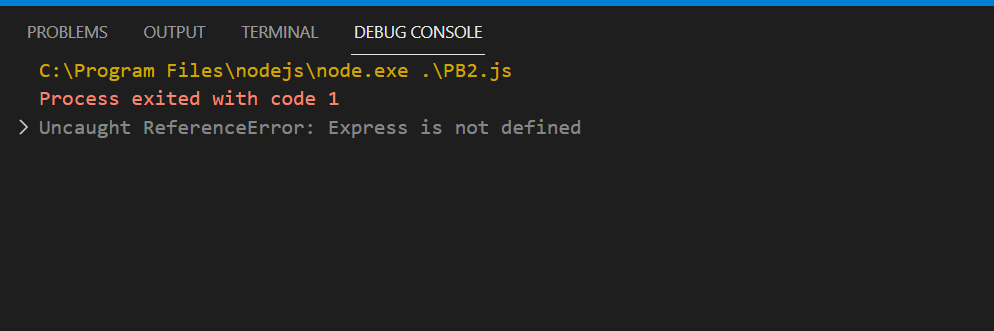 PROBLEMS OUTPUT TERMINAL DEBUG CONSOLE
C:\Program Files\nodejs\node.exe .\PB2.js
Process exited with code 1
Uncaught ReferenceError: Express is not defined